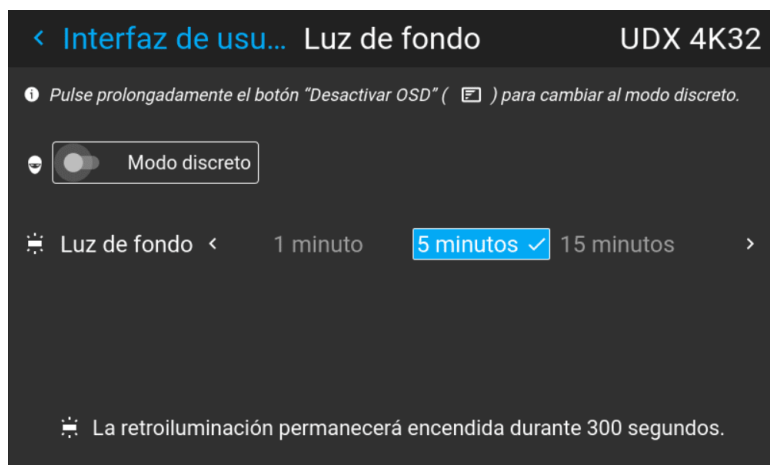 Interfaz de usu... Luz de fondo UDX 4K32
Pulse prolongadamente el botón “Desactivar OSD” ( ) para cambiar al modo discreto.
Modo discreto
Luz de fondo 1 minuto 5 minutos 15 minutos
La retroiluminación permanecerá encendida durante 300 segundos.